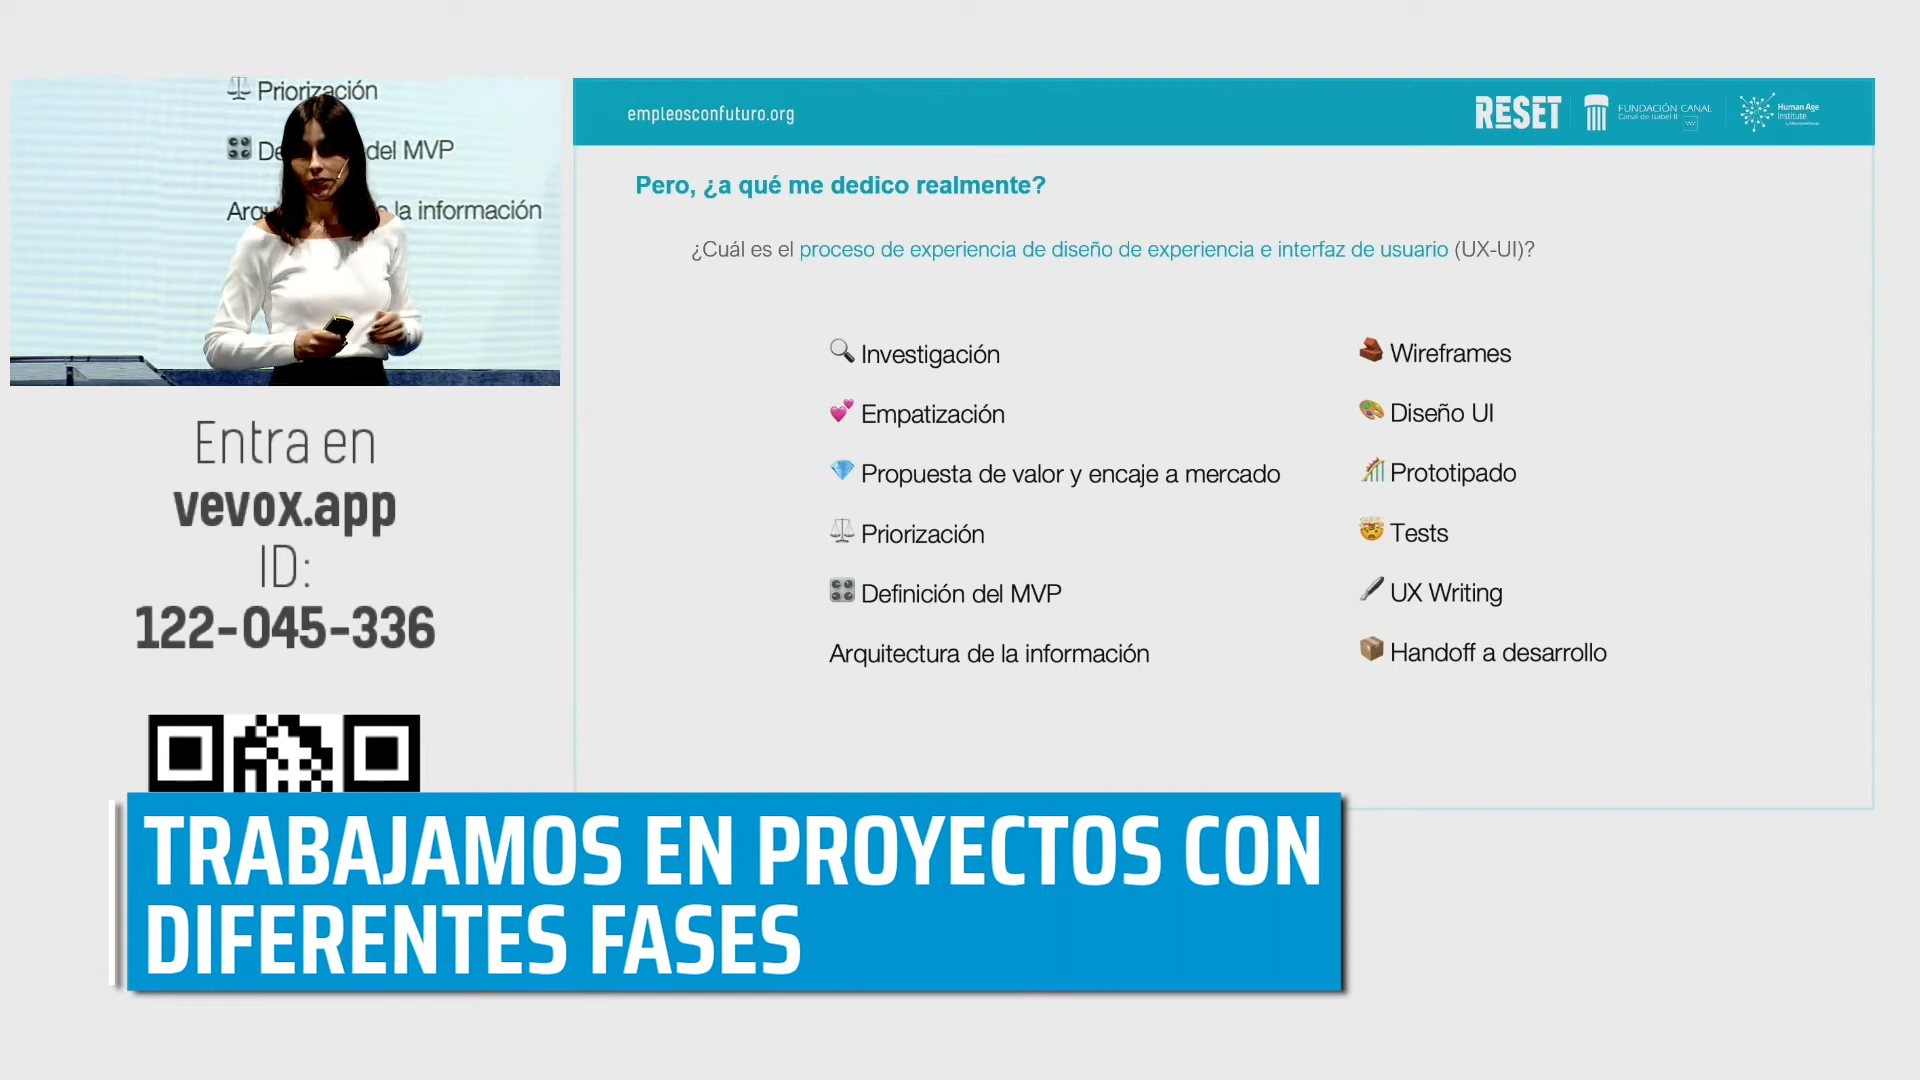 Priorización
del MVP
la información
Entra en
vevox.app
ID:
122-045-336
empleosconfuturo.org
RESET
FUNDACIÓN CANAL
Canal de Isabel II
Human Age
Institute
Pero, ¿a qué me dedico realmente?
¿Cuál es el proceso de experiencia de diseño de experiencia e interfaz de usuario (UX-UI)?
Investigación
Empatización
Propuesta de valor y encaje a mercado
Priorización
Definición del MVP
Arquitectura de la información
Wireframes
Diseño UI
Prototipado
Tests
UX Writing
Handoff a desarrollo
TRABAJAMOS EN PROYECTOS CON
DIFERENTES FASES